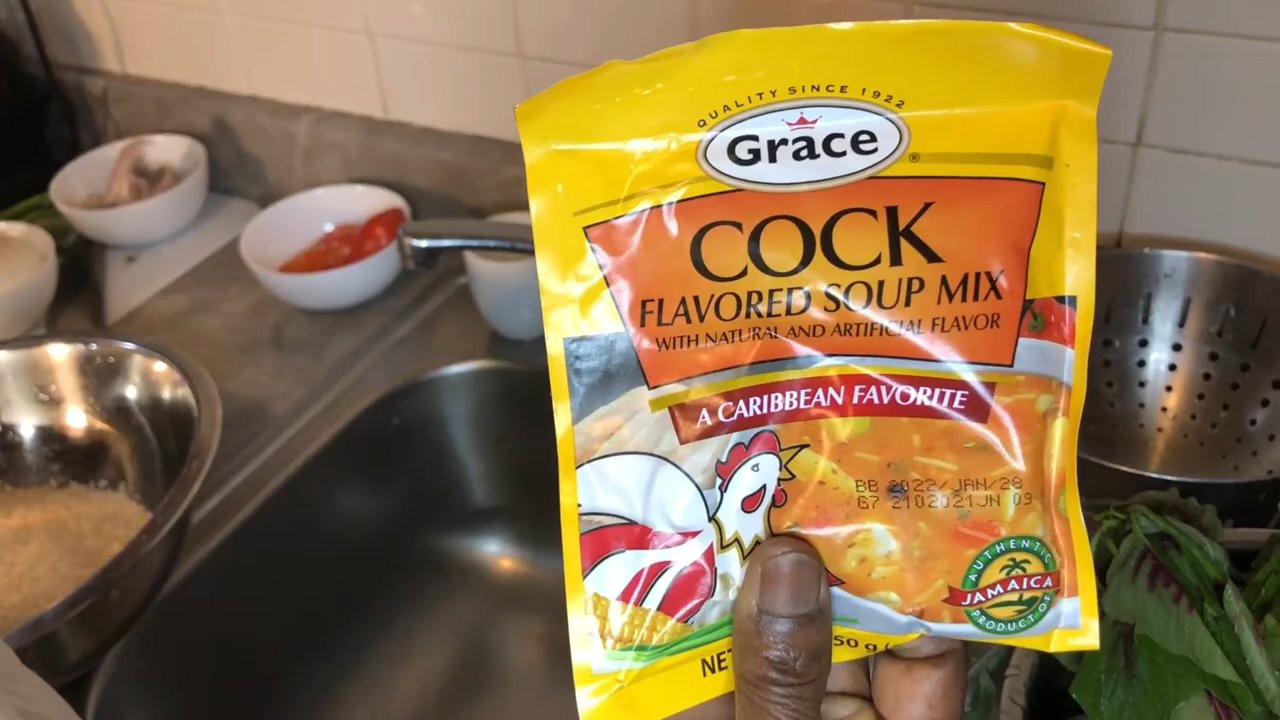 QUALITY SINCE 1922
Grace
®
COCK
FLAVORED SOUP MIX
WITH NATURAL AND ARTIFICIAL FLAVOR
A CARIBBEAN FAVORITE
BB 2022/JAN/28
G7 2102021JN 09
AUTHENTIC
JAMAICA
PRODUCT OF
NET
50 g (